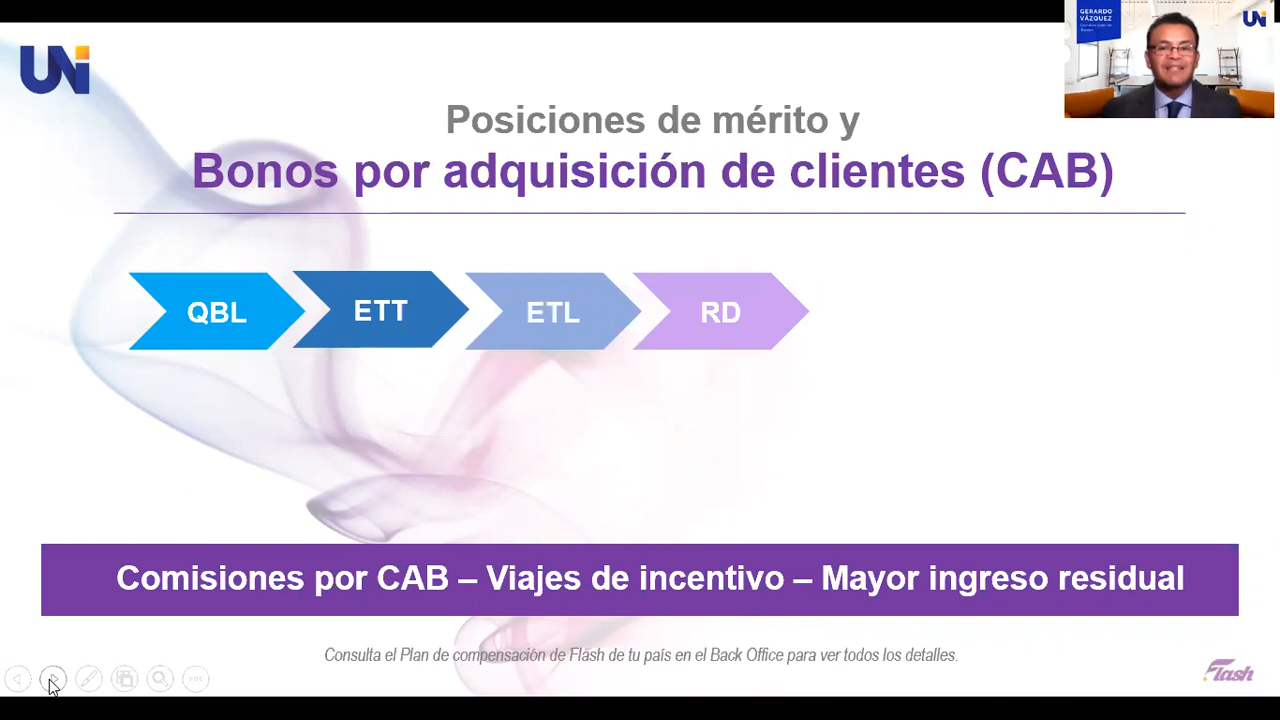 UNi
GERARDO
VÁZQUEZ
UNi
Posiciones de mérito y
Bonos por adquisición de clientes (CAB)
QBL
ETT
ETL
RD
Comisiones por CAB – Viajes de incentivo – Mayor ingreso residual
Consulta el Plan de compensación de Flash de tu país en el Back Office para ver todos los detalles.
Flash